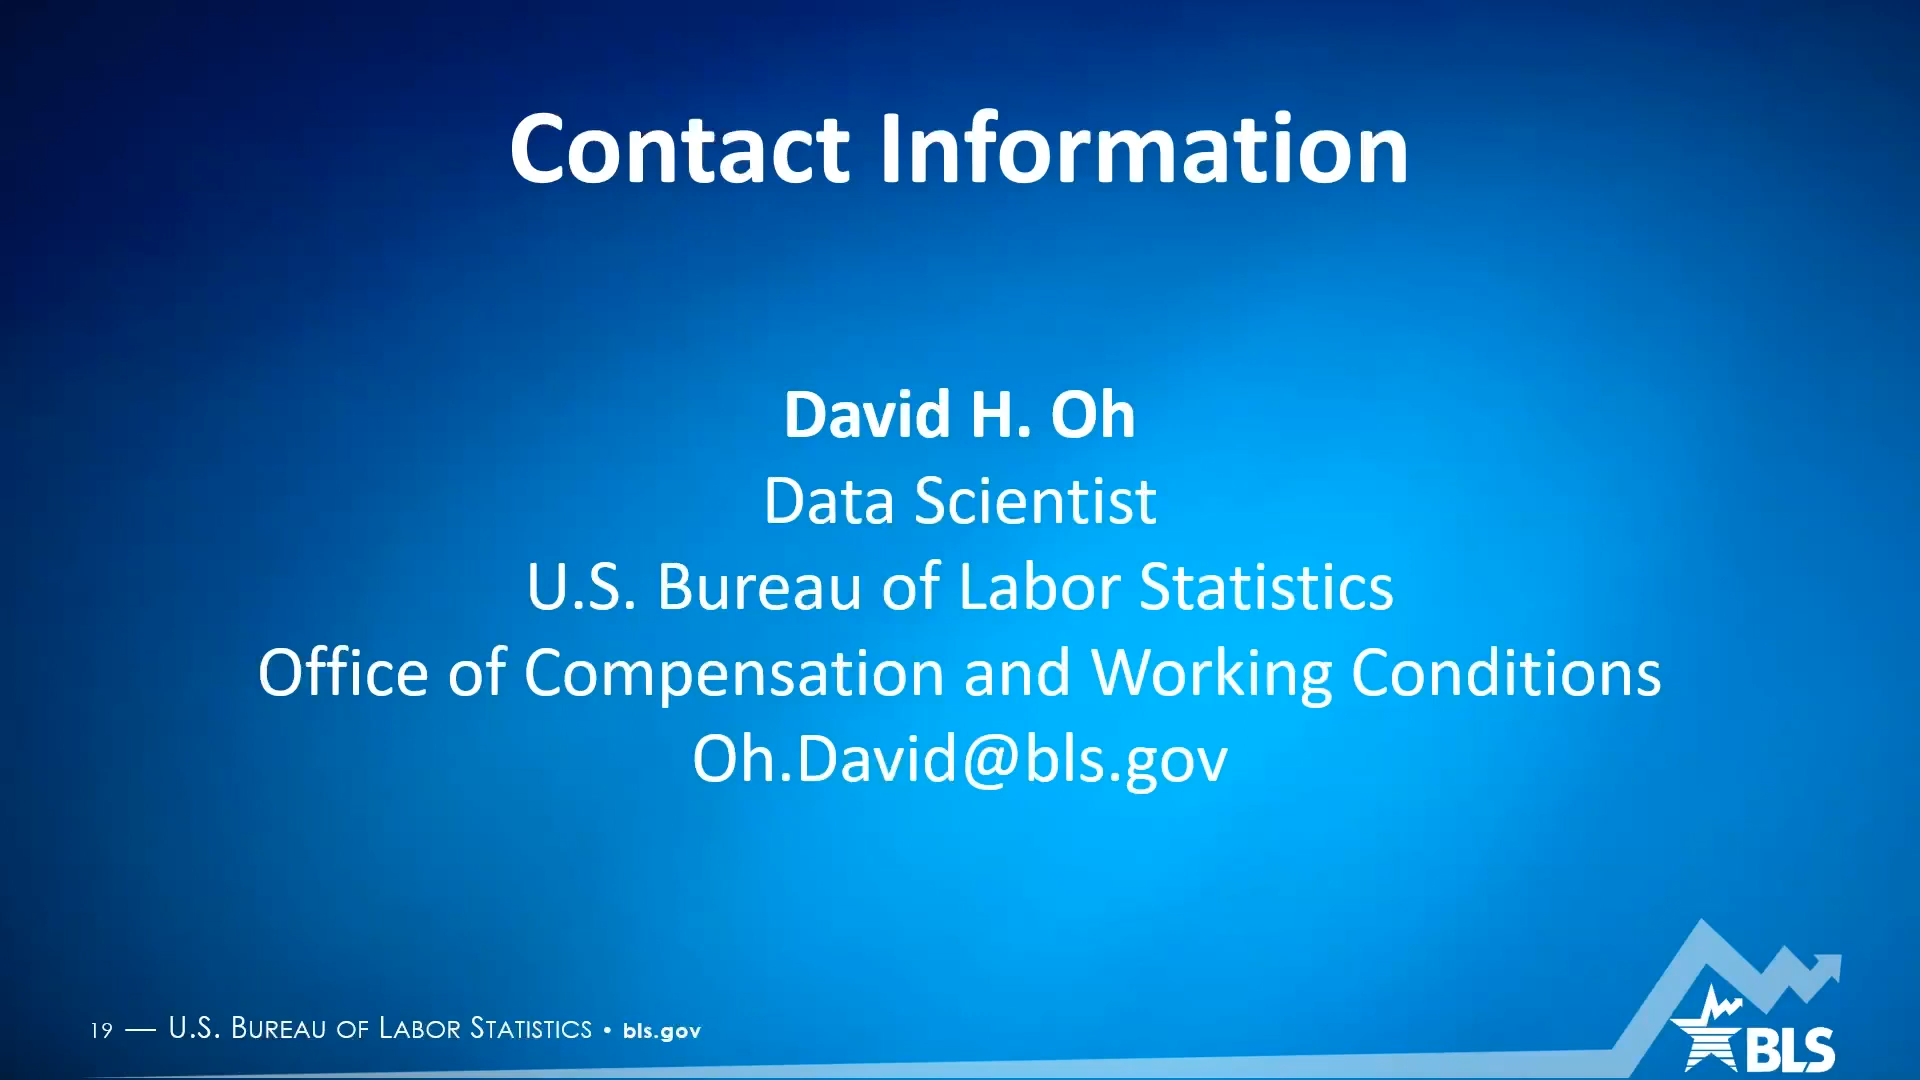 Contact Information
David H. Oh
Data Scientist
U.S. Bureau of Labor Statistics
Office of Compensation and Working Conditions
Oh.David@bls.gov
19 — U.S. BUREAU OF LABOR STATISTICS • bls.gov
BLS